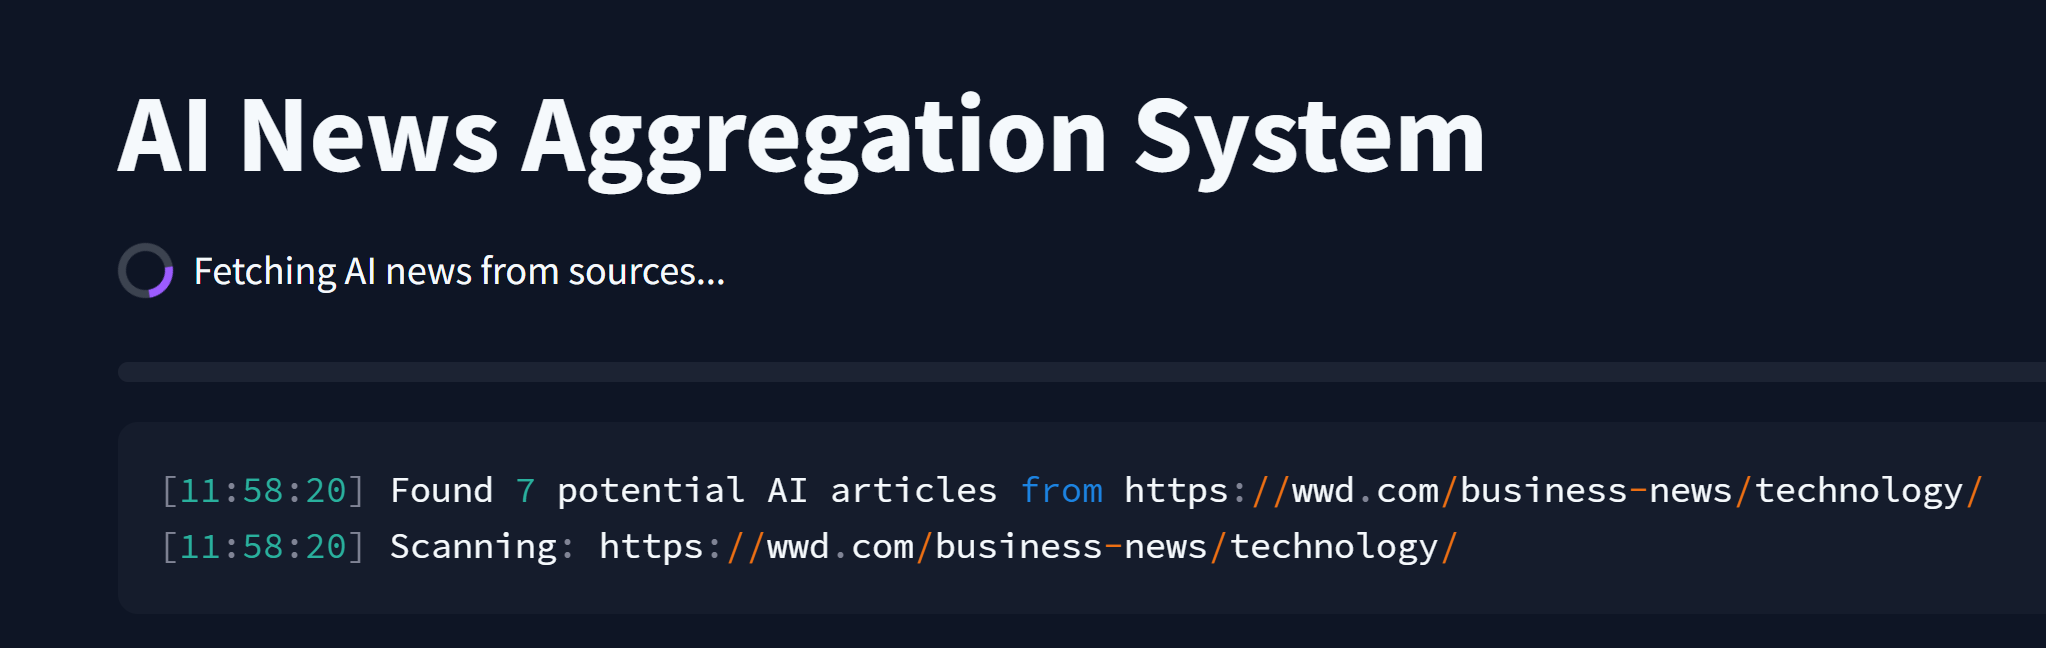 AI News Aggregation System
Fetching AI news from sources...
[11:58:20] Found 7 potential AI articles from https://wwd.com/business-news/technology/
[11:58:20] Scanning: https://wwd.com/business-news/technology/